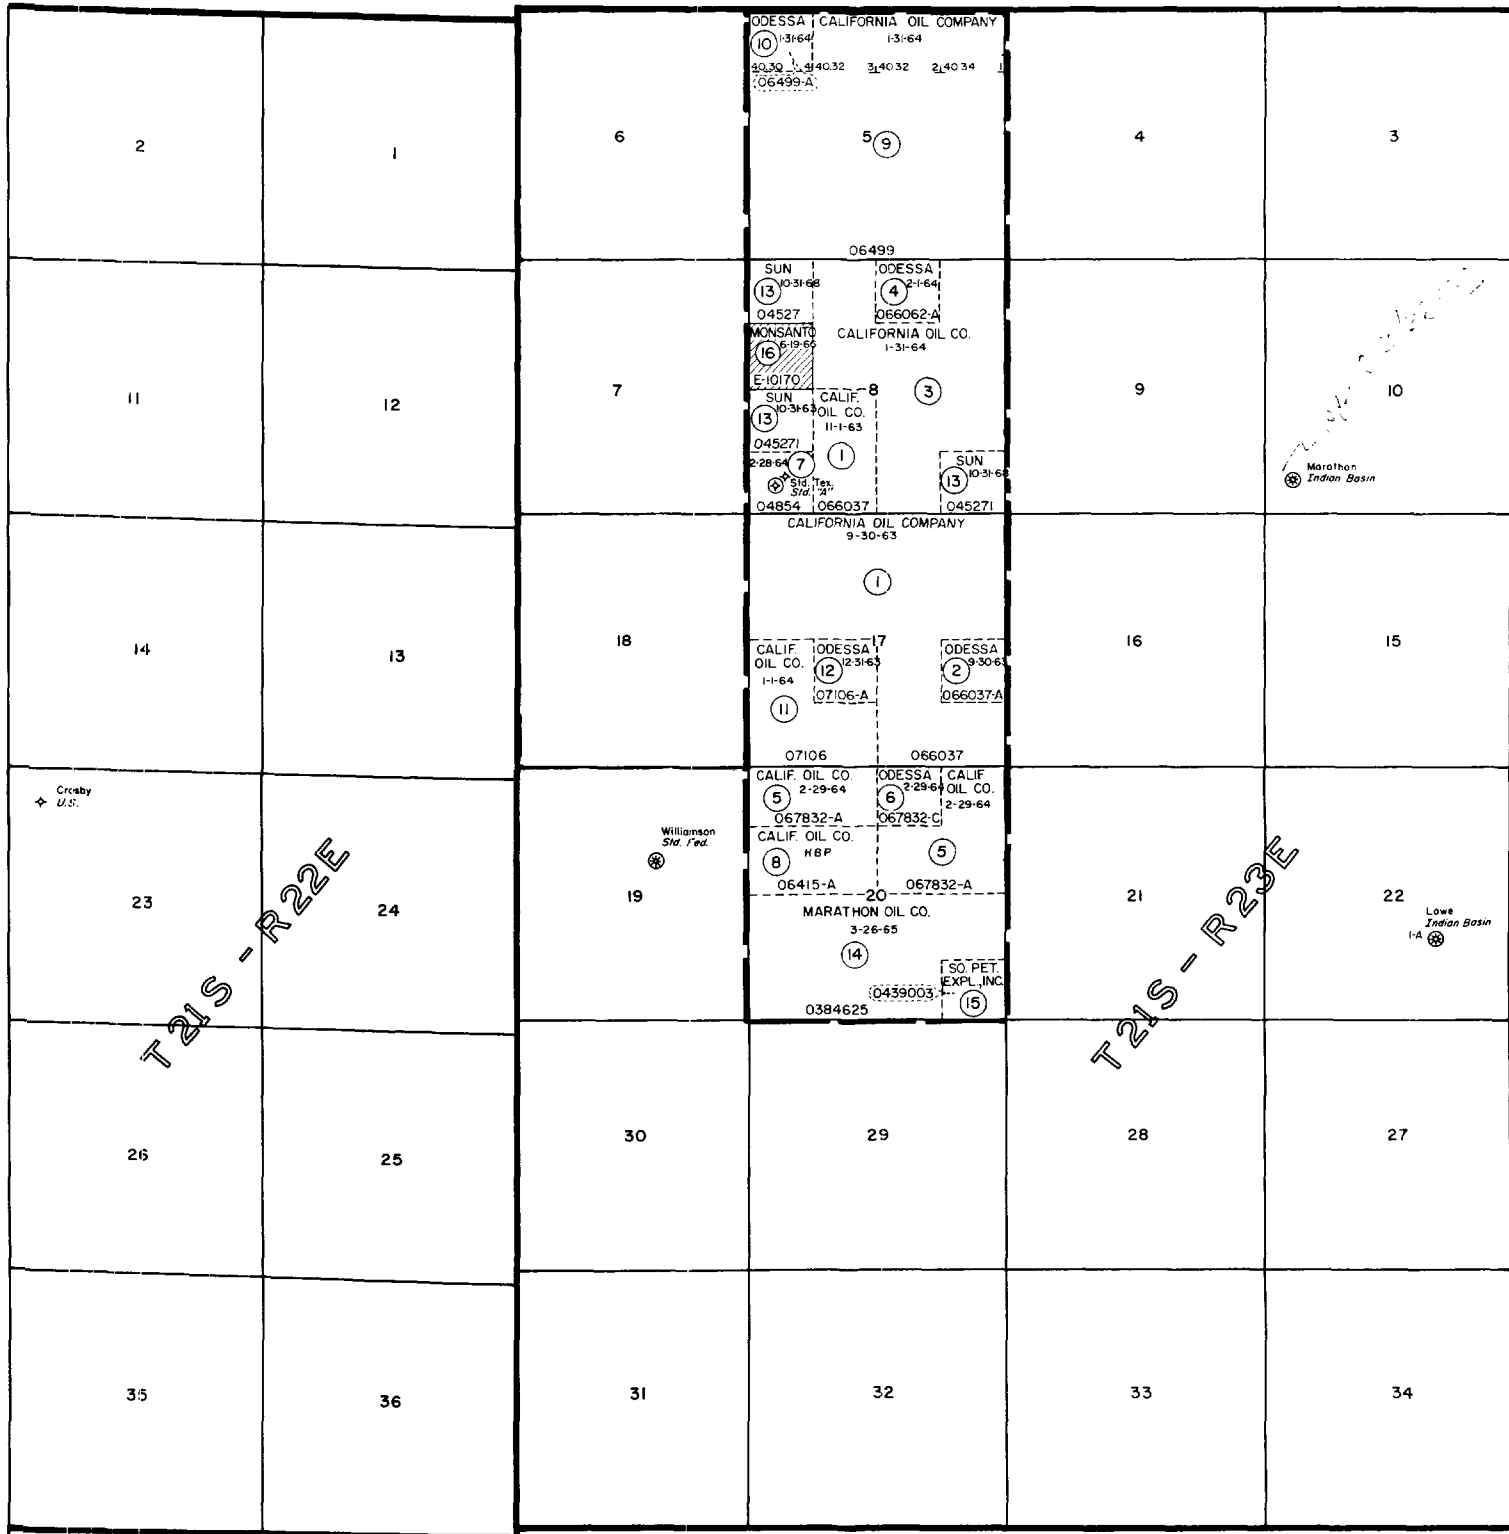 ODESSA CALIFORNIA OIL COMPANY
10 1-31-64 1-31-64
40.30 4 40.32 3 40.32 2 40.34 1
06499-A
2 1 6 5 9 4 3
06499
SUN ODESSA
13 10-31-68 4 2-1-64
04527 066062-A
MONSANTO CALIFORNIA OIL CO.
16 1-31-64
E-10170
11 12 7 8 3 9 10
SUN CALIF.
13 10-31-63 OIL CO.
11-1-63
045271 1
2-28-64 7 SUN
Std. Tex. 13 10-31-68
Std. "A"
04854 066037 045271
Marathon
Indian Basin
CALIFORNIA OIL COMPANY
9-30-63
1
14 13 18 17 16 15
CALIF. ODESSA ODESSA
OIL CO. 12 12-31-63 2 9-30-63
1-1-64
07106-A 066037-A
11
07106 066037
CALIF. OIL CO. ODESSA CALIF.
5 2-29-64 6 2-29-64 OIL CO.
2-29-64
067832-A 067832-C
Crosby
U.S.
Williamson
Std. Fed.
CALIF. OIL CO.
8 HBP 5
06415-A 067832-A
23 24 19 20 21 22
MARATHON OIL CO.
3-26-65
14
Lowe
Indian Basin
1-A
SO. PET.
EXPL., INC.
0439003 15
0384625
T 21S - R 22E
T 21S - R 23E
26 25 30 29 28 27
35 36 31 32 33 34